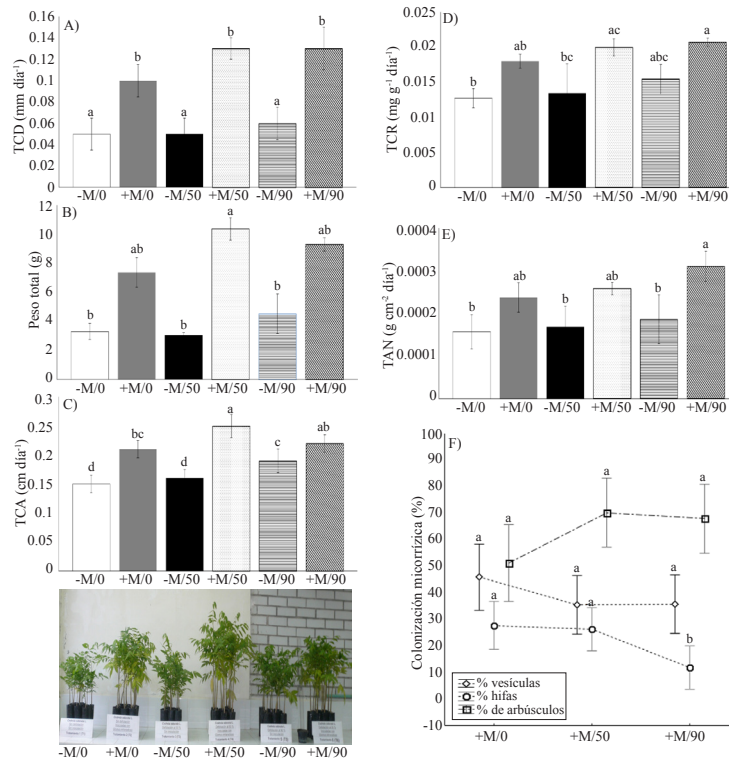 A)
TCD (mm día-1)
0.16
0.14
0.12
0.1
0.08
0.06
0.04
0.02
0
a
b
a
b
a
b
-M/0 +M/0 -M/50 +M/50 -M/90 +M/90
B)
Peso total (g)
12
10
8
6
4
2
0
b
ab
b
a
b
ab
-M/0 +M/0 -M/50 +M/50 -M/90 +M/90
C)
TCA (cm día-1)
0.3
0.25
0.2
0.15
0.1
0.05
0
d
bc
d
a
c
ab
-M/0 +M/0 -M/50 +M/50 -M/90 +M/90
-M/0 +M/0 -M/50 +M/50 -M/90 +M/90
D)
TCR (mg g-1 día-1)
0.025
0.02
0.015
0.01
0.005
0
b
ab
bc
ac
abc
a
-M/0 +M/0 -M/50 +M/50 -M/90 +M/90
E)
TAN (g cm-2 día-1)
0.0004
0.0003
0.0002
0.0001
0
b
ab
b
ab
b
a
-M/0 +M/0 -M/50 +M/50 -M/90 +M/90
F)
Colonización micorrízica (%)
100
90
80
70
60
50
40
30
20
10
0
-10
a
a
a
a
a
a
a
a
b
% vesículas
% hifas
% de arbúsculos
+M/0 +M/50 +M/90